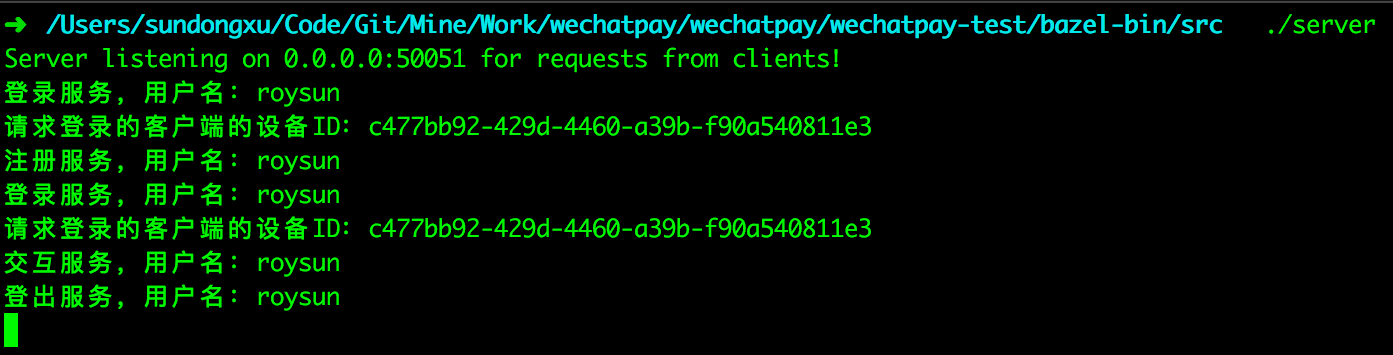 ➜ /Users/sundongxu/Code/Git/Mine/Work/wechatpay/wechatpay/wechatpay-test/bazel-bin/src ./server
Server listening on 0.0.0.0:50051 for requests from clients!
登录服务，用户名：roysun
请求登录的客户端的设备ID：c477bb92-429d-4460-a39b-f90a540811e3
注册服务，用户名：roysun
登录服务，用户名：roysun
请求登录的客户端的设备ID：c477bb92-429d-4460-a39b-f90a540811e3
交互服务，用户名：roysun
登出服务，用户名：roysun